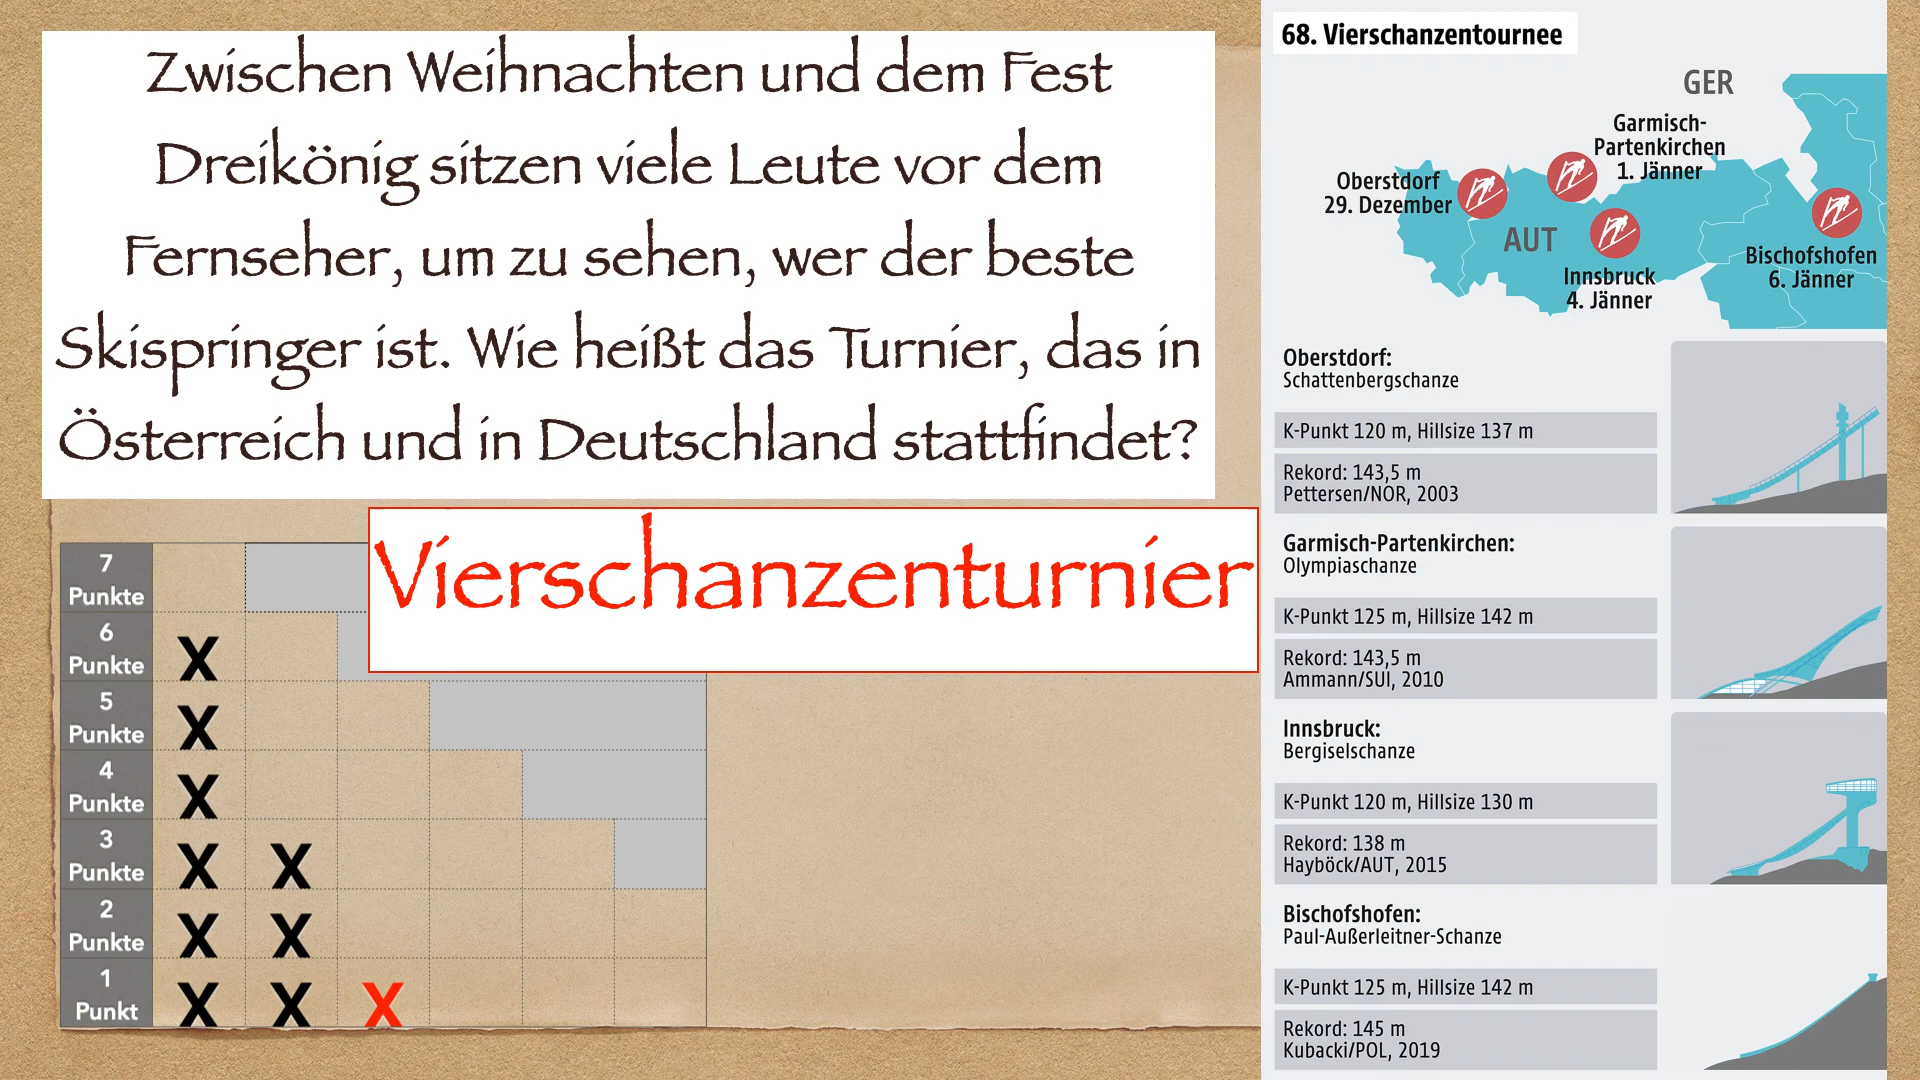 Zwischen Weihnachten und dem Fest
Dreikönig sitzen viele Leute vor dem
Fernseher, um zu sehen, wer der beste
Skispringer ist. Wie heißt das Turnier, das in
Österreich und in Deutschland stattfindet?
Vierschanzenturnier
7
Punkte
6
Punkte
X
5
Punkte
X
4
Punkte
X
3
Punkte
X X
2
Punkte
X X
1
Punkt
X X X
68. Vierschanzentournee
GER
Garmisch-
Partenkirchen
1. Jänner
Oberstdorf
29. Dezember
AUT
Innsbruck
4. Jänner
Bischofshofen
6. Jänner
Oberstdorf:
Schattenbergschanze
K-Punkt 120 m, Hillsize 137 m
Rekord: 143,5 m
Pettersen/NOR, 2003
Garmisch-Partenkirchen:
Olympiaschanze
K-Punkt 125 m, Hillsize 142 m
Rekord: 143,5 m
Ammann/SUI, 2010
Innsbruck:
Bergiselschanze
K-Punkt 120 m, Hillsize 130 m
Rekord: 138 m
Hayböck/AUT, 2015
Bischofshofen:
Paul-Außerleitner-Schanze
K-Punkt 125 m, Hillsize 142 m
Rekord: 145 m
Kubacki/POL, 2019